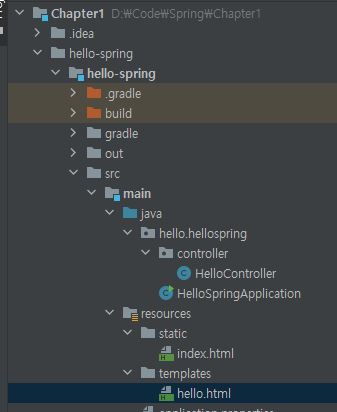 Chapter1 D:₩Code₩Spring₩Chapter1
.idea
hello-spring
hello-spring
.gradle
build
gradle
out
src
main
java
hello.hellospring
controller
HelloController
HelloSpringApplication
resources
static
index.html
templates
hello.html